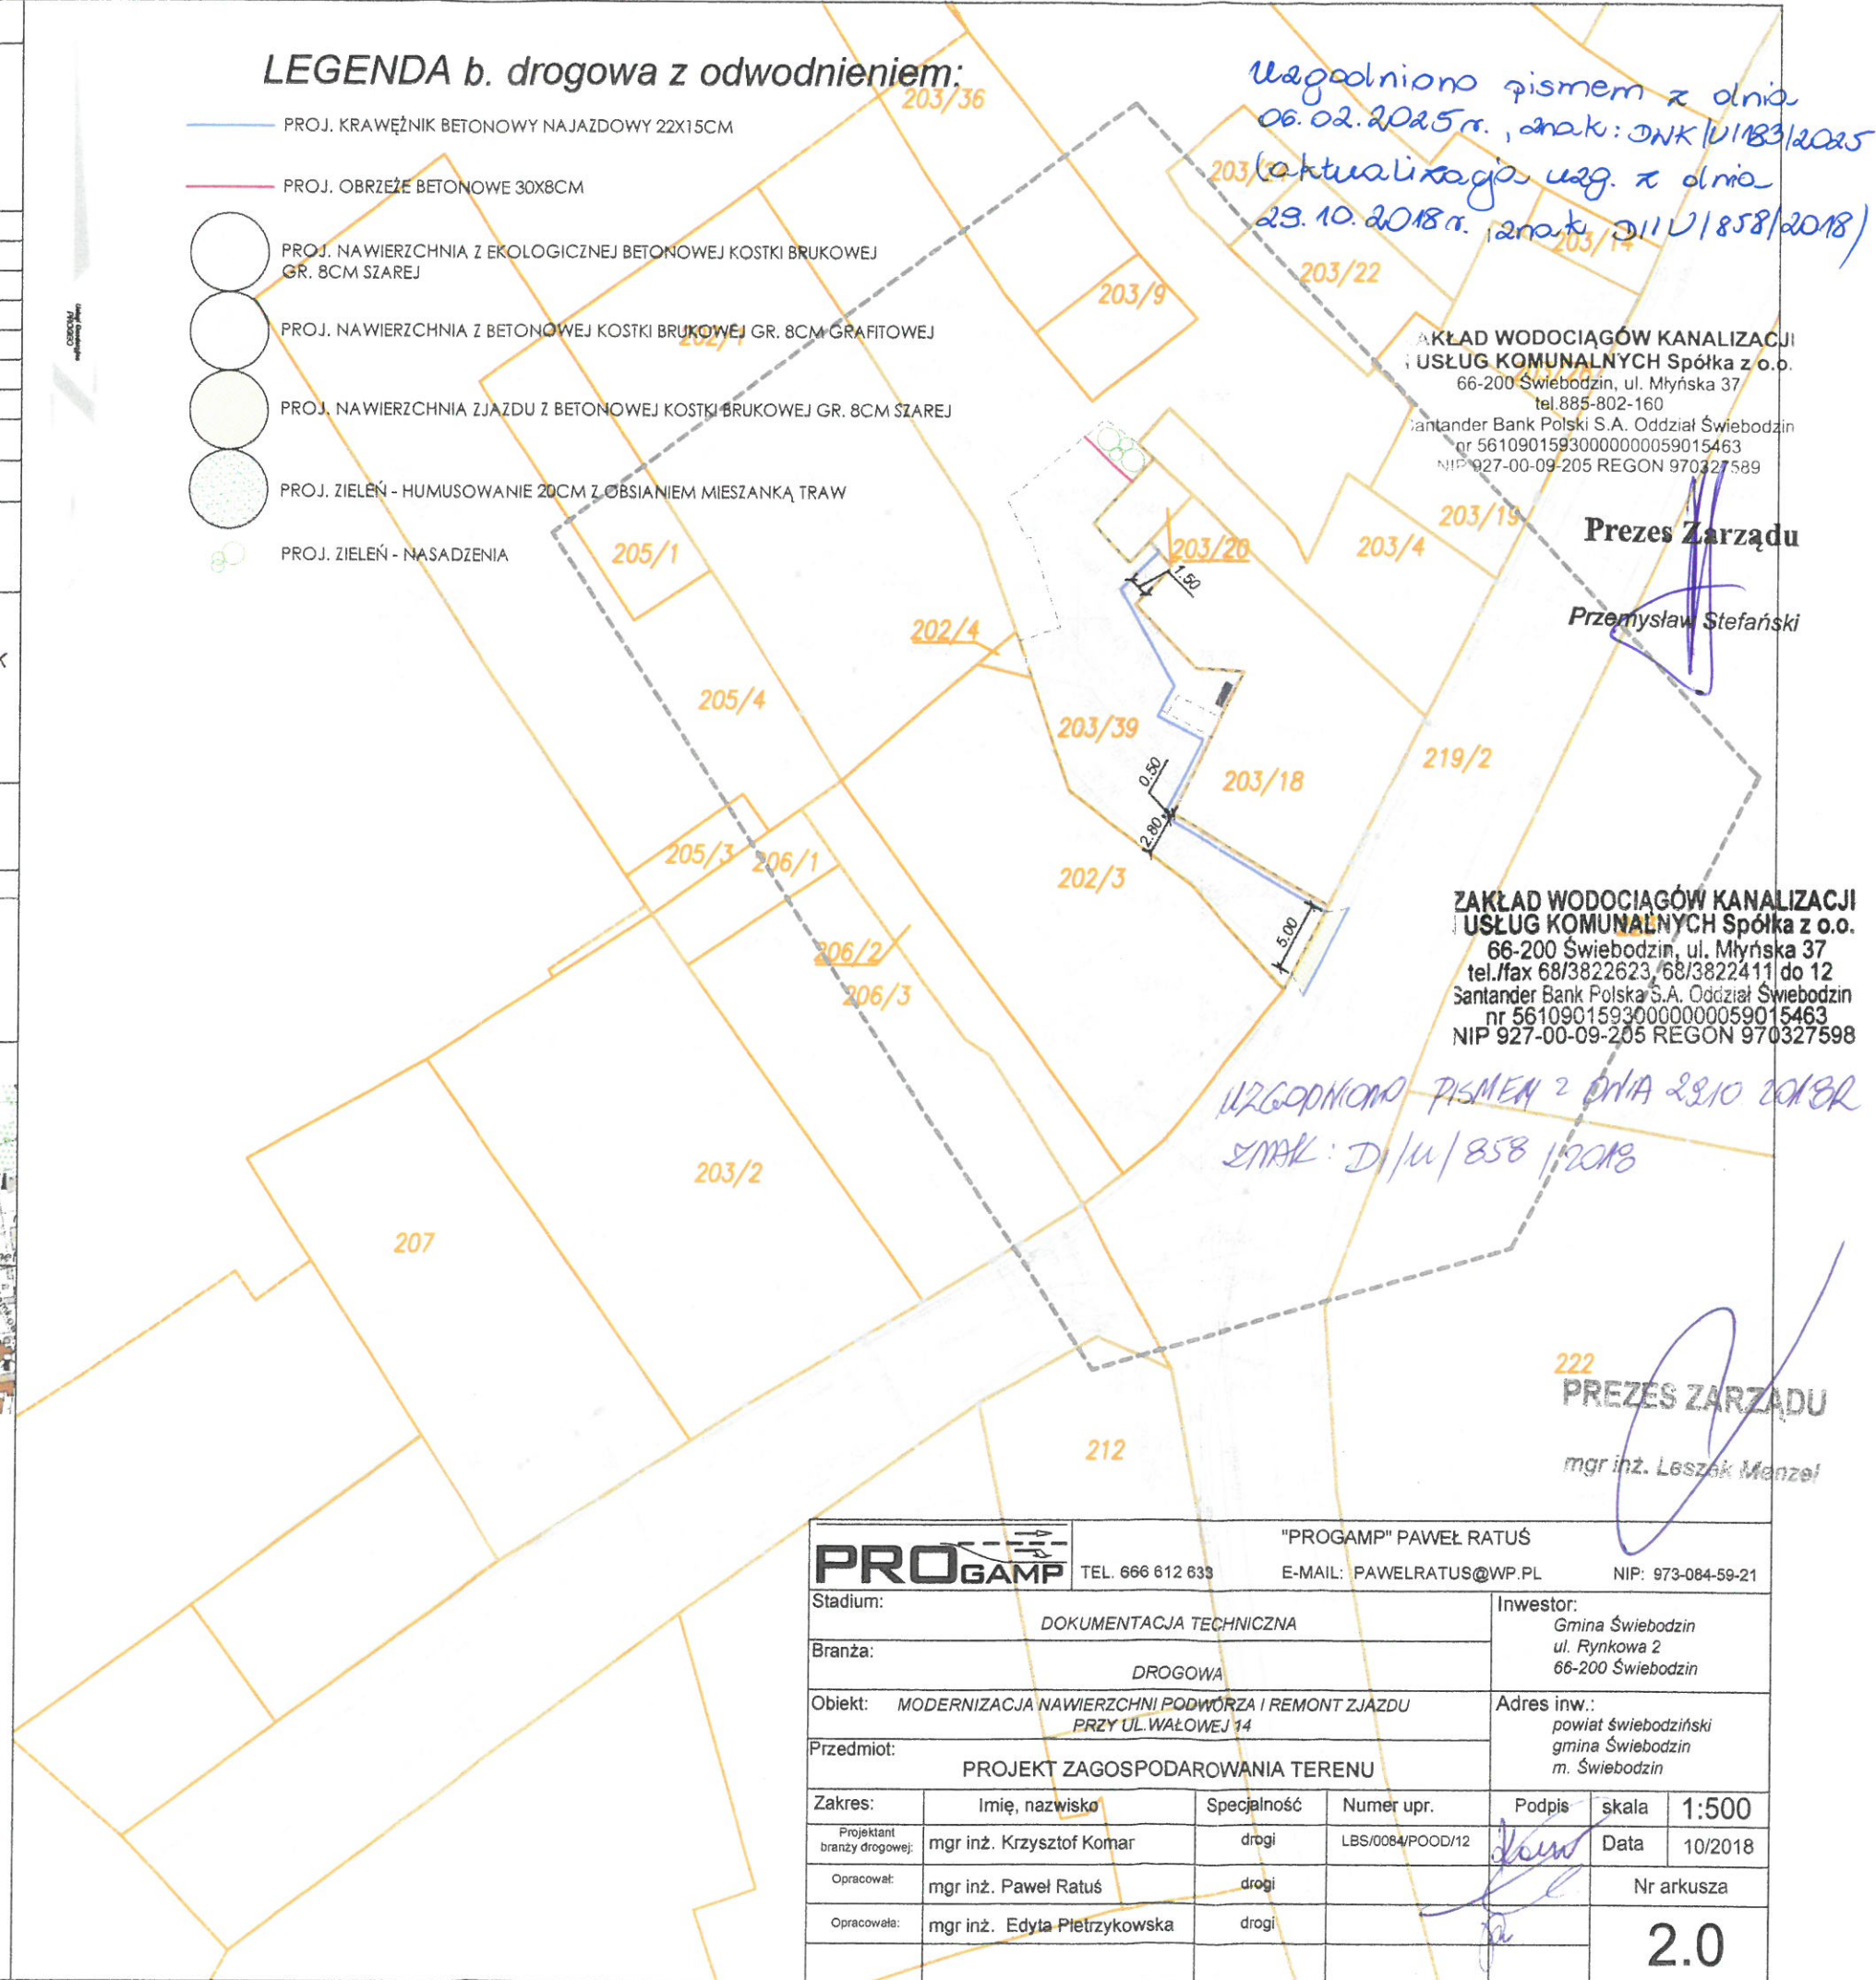 LEGENDA b. drogowa z odwodnieniem:
PROJ. KRAWĘŻNIK BETONOWY NAJAZDOWY 22X15CM
PROJ. OBRZEŻE BETONOWE 30X8CM
PROJ. NAWIERZCHNIA Z EKOLOGICZNEJ BETONOWEJ KOSTKI BRUKOWEJ
GR. 8CM SZAREJ
PROJ. NAWIERZCHNIA Z BETONOWEJ KOSTKI BRUKOWEJ GR. 8CM GRAFITOWEJ
PROJ. NAWIERZCHNIA ZJAZDU Z BETONOWEJ KOSTKI BRUKOWEJ GR. 8CM SZAREJ
PROJ. ZIELEŃ - HUMUSOWANIE 20CM Z OBSIANIEM MIESZANKĄ TRAW
PROJ. ZIELEŃ - NASADZENIA
Uzgodniono pismem z dnia
06.02.2025 r., znak: DNK/U/183/2025
(aktualizacja uzg. z dnia
29.10.2018 r. znak DI/U/858/2018)
AKŁAD WODOCIĄGÓW KANALIZACJI
USŁUG KOMUNALNYCH Spółka z o.o.
66-200 Świebodzin, ul. Młyńska 37
tel.885-802-160
antander Bank Polski S.A. Oddział Świebodzin
nr 56109015930000000059015463
NIP 927-00-09-205 REGON 970327589
Prezes Zarządu
Przemysław Stefański
203/36
203/9
203/22
203/14
202/1
205/1
203/20
203/4
203/19
1.50
202/4
205/4
203/39
219/2
0.50
203/18
2.80
205/3
206/1
202/3
5.00
206/2
206/3
203/2
207
212
222
ZAKŁAD WODOCIĄGÓW KANALIZACJI
USŁUG KOMUNALNYCH Spółka z o.o.
66-200 Świebodzin, ul. Młyńska 37
tel./fax 68/3822623, 68/3822411 do 12
Santander Bank Polska S.A. Oddział Świebodzin
nr 56109015930000000059015463
NIP 927-00-09-205 REGON 970327598
UZGODNIONO PISMEM Z DNIA 29.10.2018R
ZNAK: DI/U/858/2018
PREZES ZARZĄDU
mgr inż. Leszek Menzel
PROGAMP
"PROGAMP" PAWEŁ RATUŚ
TEL. 666 612 633 E-MAIL: PAWELRATUS@WP.PL NIP: 973-084-59-21
Stadium:
DOKUMENTACJA TECHNICZNA
Branża:
DROGOWA
Obiekt: MODERNIZACJA NAWIERZCHNI PODWÓRZA I REMONT ZJAZDU
PRZY UL.WAŁOWEJ 14
Przedmiot:
PROJEKT ZAGOSPODAROWANIA TERENU
Inwestor:
Gmina Świebodzin
ul. Rynkowa 2
66-200 Świebodzin
Adres inw.:
powiat świebodziński
gmina Świebodzin
m. Świebodzin
Zakres: Imię, nazwisko Specjalność Numer upr. Podpis skala 1:500
Projektant
branży drogowej: mgr inż. Krzysztof Komar drogi LBS/0084/POOD/12 Data 10/2018
Opracował: mgr inż. Paweł Ratuś drogi Nr arkusza
Opracowała: mgr inż. Edyta Pietrzykowska drogi
2.0